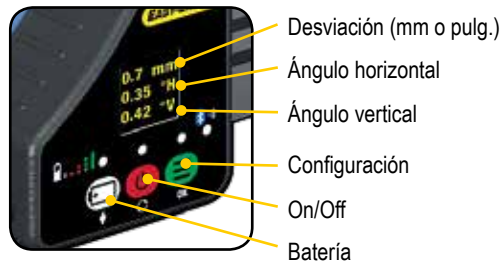 Desviación (mm o pulg.)
0.7 mm
Ángulo horizontal
0.35 °H
Ángulo vertical
0.42 °V
Configuración
OK
On/Off
Batería